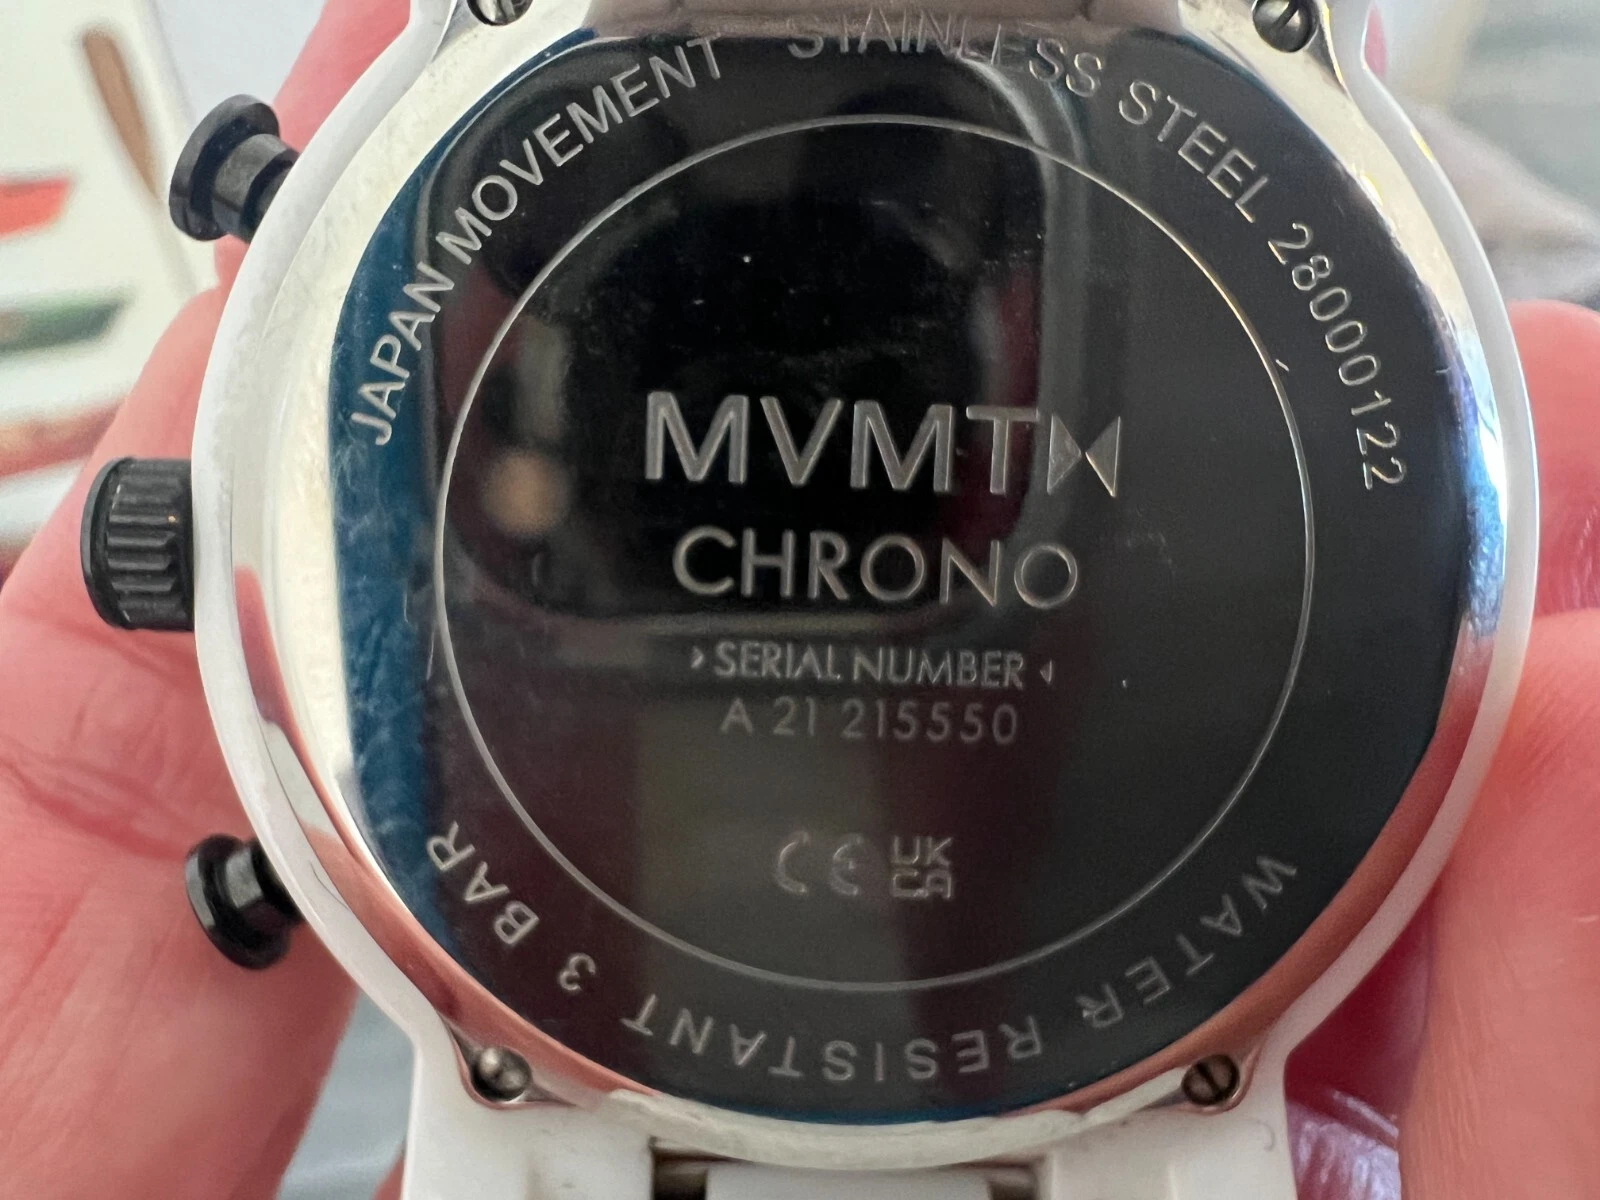 JAPAN MOVEMENT STAINLESS STEEL 28000122
MVMT
CHRONO
SERIAL NUMBER
A 21 215550
CE UK
CA
WATER RESISTANT 3 BAR